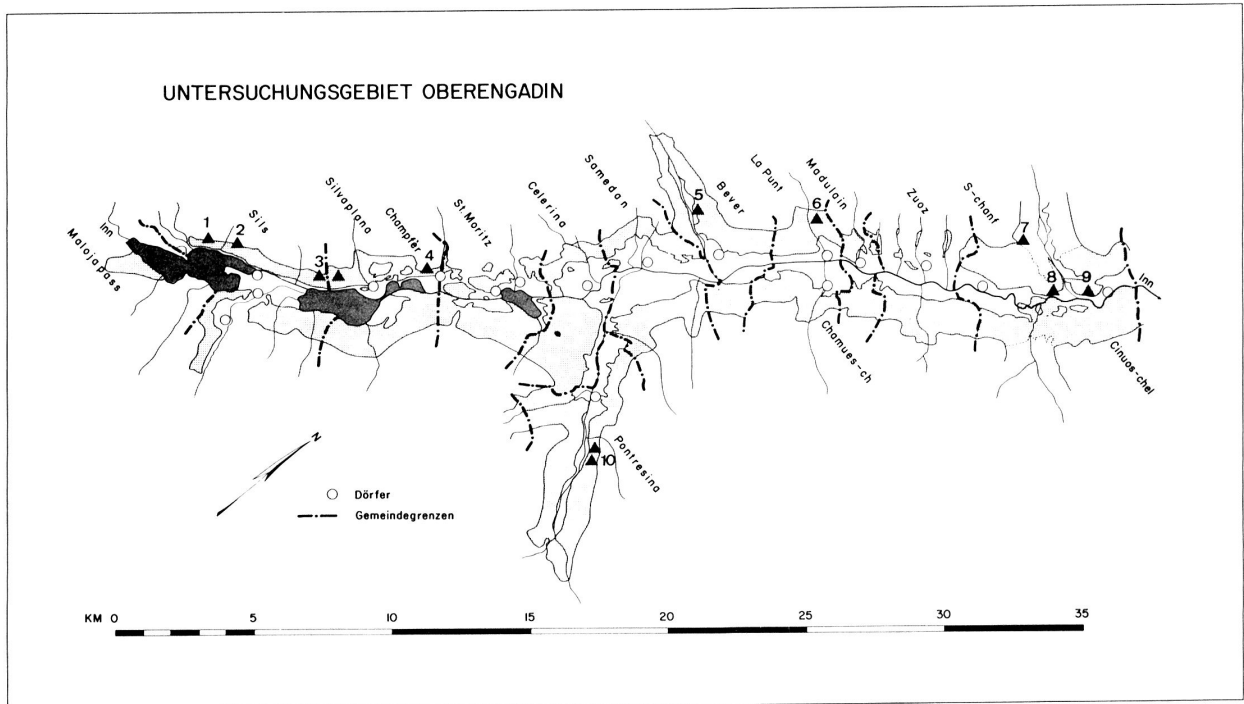 UNTERSUCHUNGSGEBIET OBERENGADIN
Inn
Malojapass
1
2
Sils
3
Silvaplana
Champfèr
4
St. Moritz
Celerina
Samedan
5
Bever
La Punt
6
Madulain
Zuoz
S-chanf
7
8
9
Inn
Chamues-ch
Cinuos-chel
Pontresina
10
N
Dörfer
Gemeindegrenzen
KM 0 5 10 15 20 25 30 35